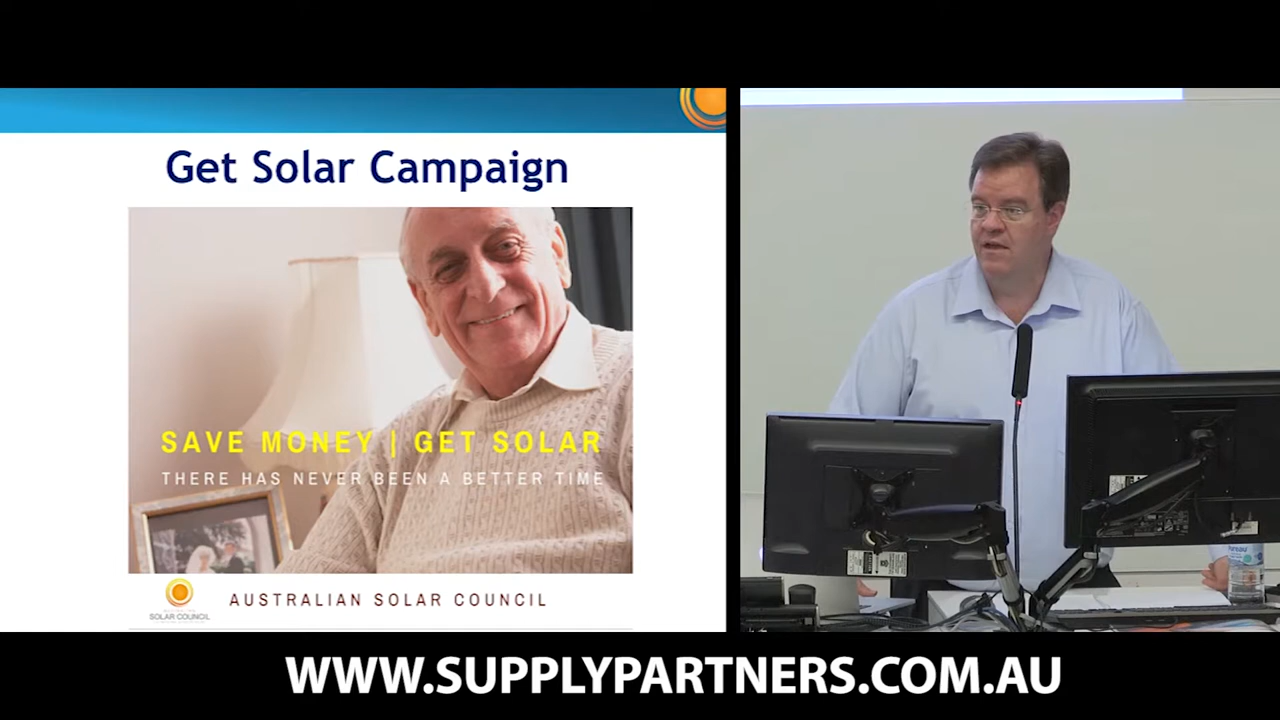 Get Solar Campaign
SAVE MONEY | GET SOLAR
THERE HAS NEVER BEEN A BETTER TIME
SOLAR COUNCIL
AUSTRALIAN SOLAR COUNCIL
WWW.SUPPLYPARTNERS.COM.AU